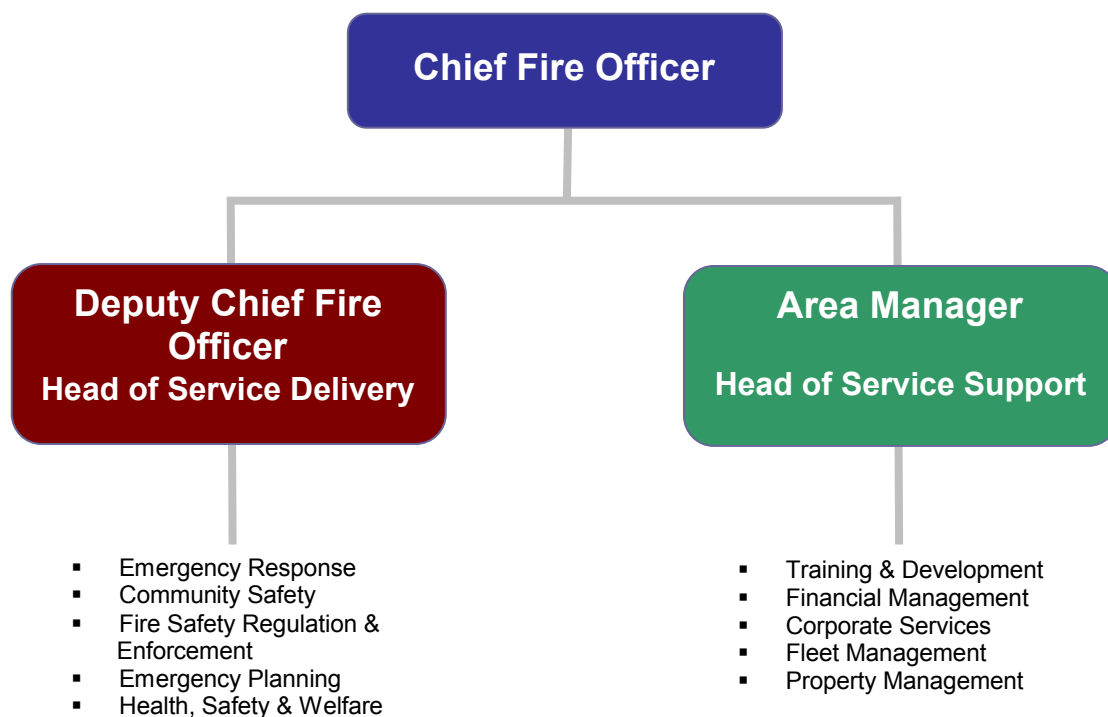 Chief Fire Officer
Deputy Chief Fire
Officer
Head of Service Delivery
Area Manager
Head of Service Support
▪ Emergency Response
▪ Community Safety
▪ Fire Safety Regulation &
Enforcement
▪ Emergency Planning
▪ Health, Safety & Welfare
▪ Training & Development
▪ Financial Management
▪ Corporate Services
▪ Fleet Management
▪ Property Management